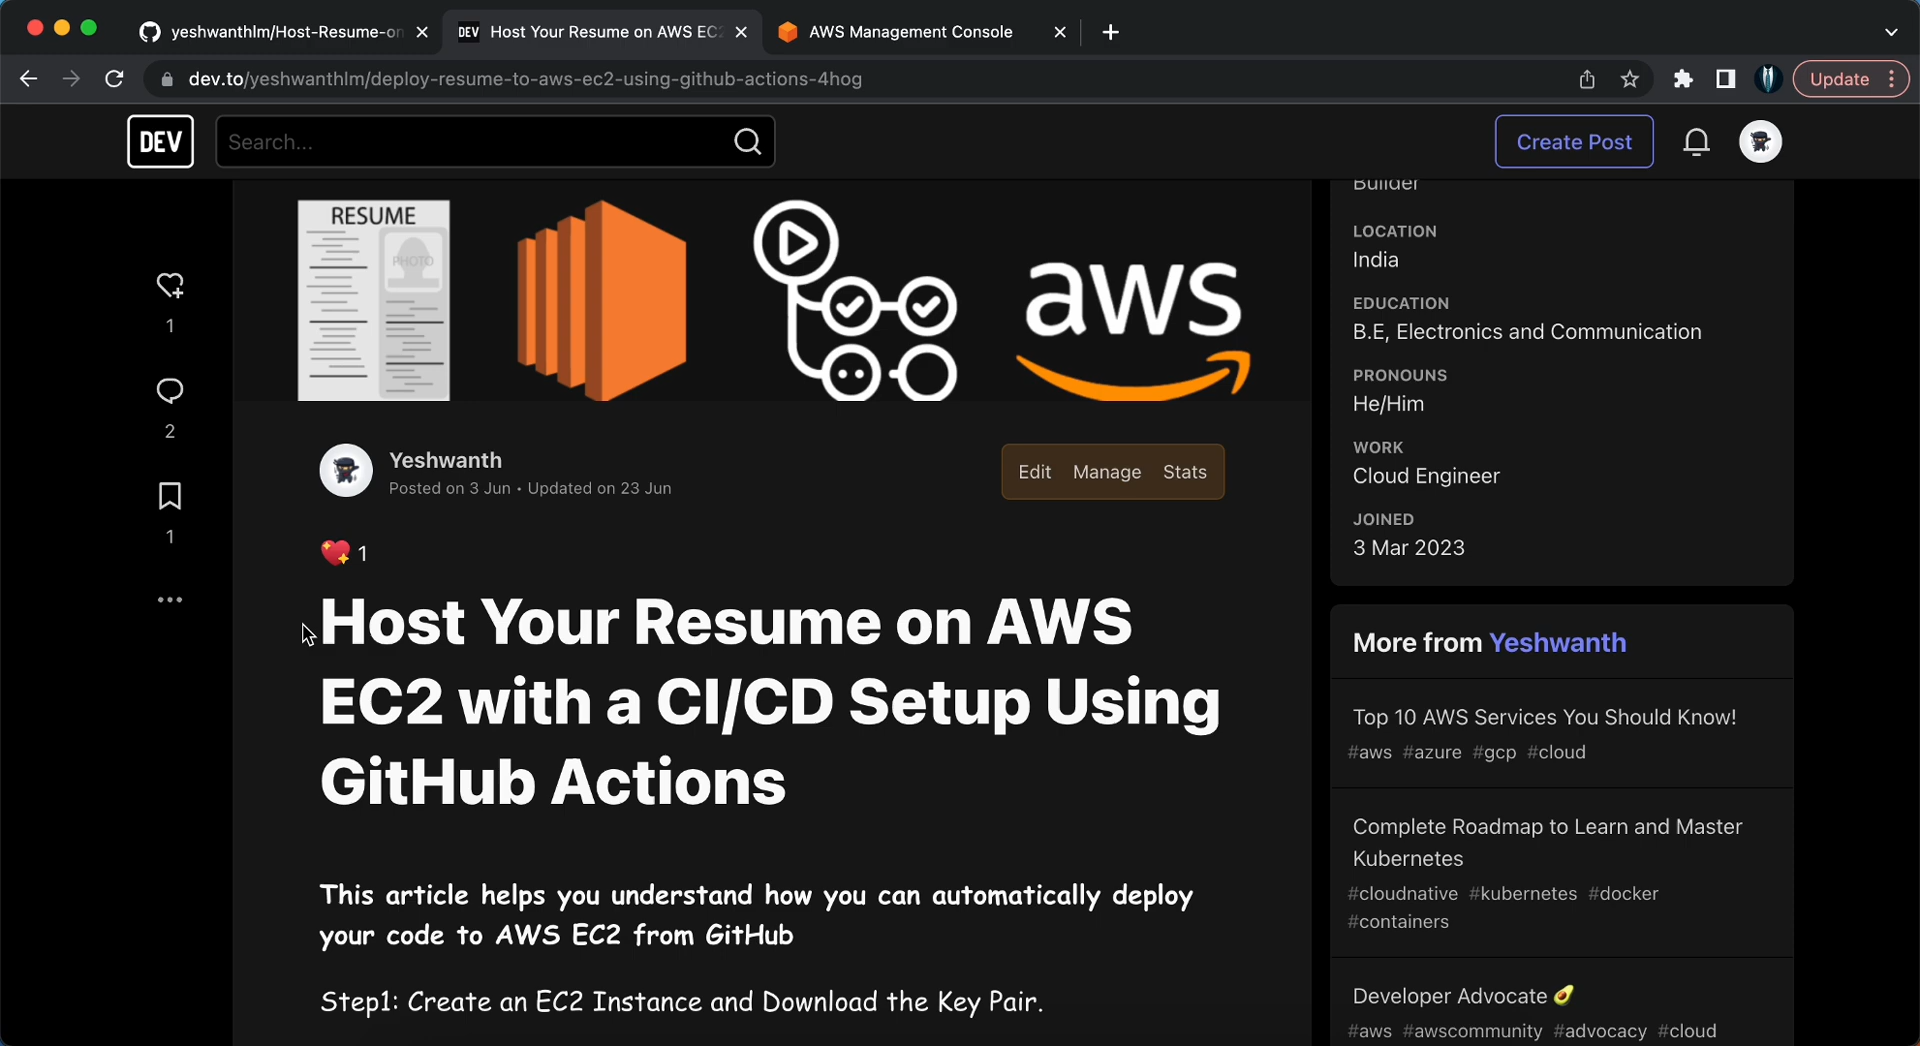 yeshwanthlm/Host-Resume-on
DEV Host Your Resume on AWS EC
AWS Management Console
dev.to/yeshwanthlm/deploy-resume-to-aws-ec2-using-github-actions-4hog
Update
DEV
Search...
Create Post
RESUME
PHOTO
aws
1
2
1
Yeshwanth
Posted on 3 Jun • Updated on 23 Jun
Edit Manage Stats
1
Host Your Resume on AWS
EC2 with a CI/CD Setup Using
GitHub Actions
This article helps you understand how you can automatically deploy
your code to AWS EC2 from GitHub
Step1: Create an EC2 Instance and Download the Key Pair.
Builder
LOCATION
India
EDUCATION
B.E, Electronics and Communication
PRONOUNS
He/Him
WORK
Cloud Engineer
JOINED
3 Mar 2023
More from Yeshwanth
Top 10 AWS Services You Should Know!
#aws #azure #gcp #cloud
Complete Roadmap to Learn and Master
Kubernetes
#cloudnative #kubernetes #docker
#containers
Developer Advocate 🥑
#aws #awscommunity #advocacy #cloud